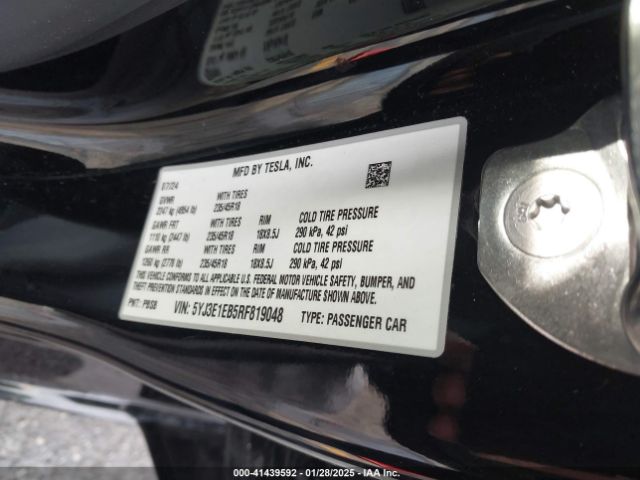 MFD BY TESLA, INC.
07/24
GVWR WITH TIRES
2247 kg (4954 lb) 235/45R18
GAWR FRT WITH TIRES RIM COLD TIRE PRESSURE
1110 kg (2447 lb) 235/45R18 18X8.5J 290 kPa, 42 psi
GAWR RR WITH TIRES RIM COLD TIRE PRESSURE
1260 kg (2778 lb) 235/45R18 18X8.5J 290 kPa, 42 psi
THIS VEHICLE CONFORMS TO ALL APPLICABLE U.S. FEDERAL MOTOR VEHICLE SAFETY, BUMPER, AND
THEFT PREVENTION STANDARDS IN EFFECT ON THE DATE OF MANUFACTURE SHOWN ABOVE.
VIN: 5YJ3E1EB5RF819048
PNT: PBSB TYPE: PASSENGER CAR
000-41439592 - 01/28/2025 - IAA Inc.